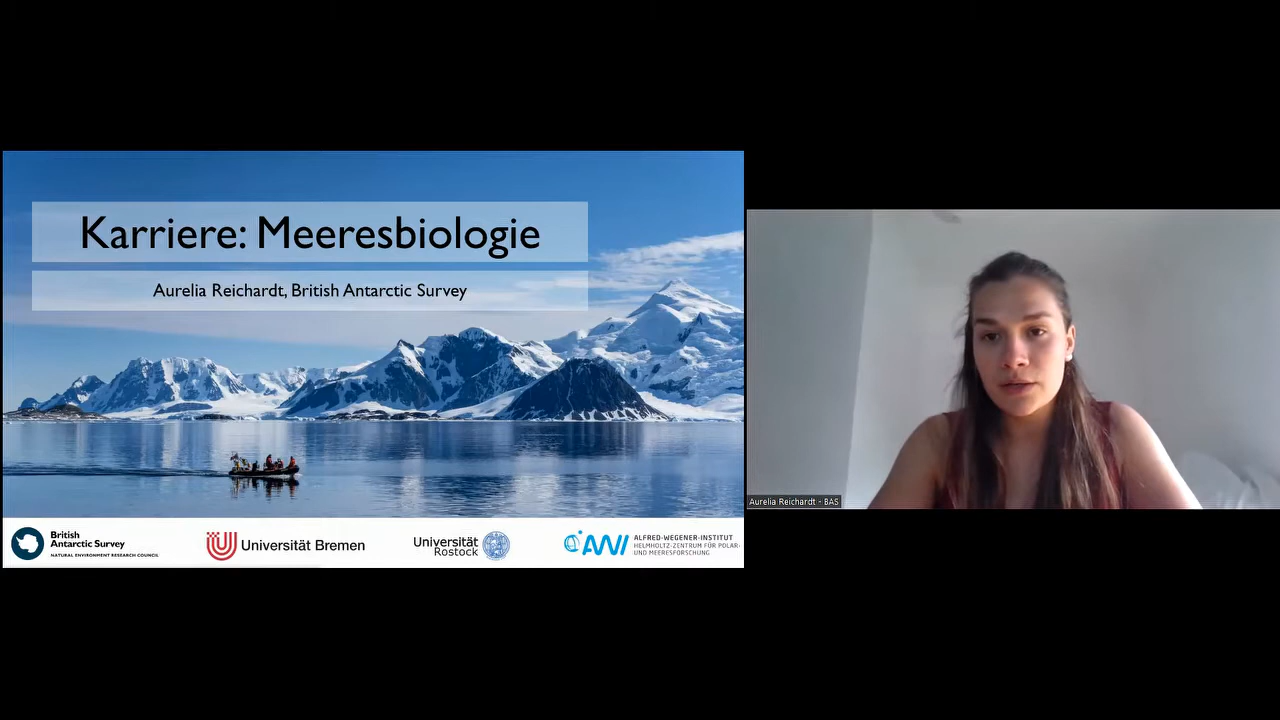 Karriere: Meeresbiologie
Aurelia Reichardt, British Antarctic Survey
British
Antarctic Survey
NATURAL ENVIRONMENT RESEARCH COUNCIL
Universität Bremen
Universität
Rostock
AWI
ALFRED-WEGENER-INSTITUT
HELMHOLTZ-ZENTRUM FÜR POLAR-
UND MEERESFORSCHUNG
Aurelia Reichardt - BAS